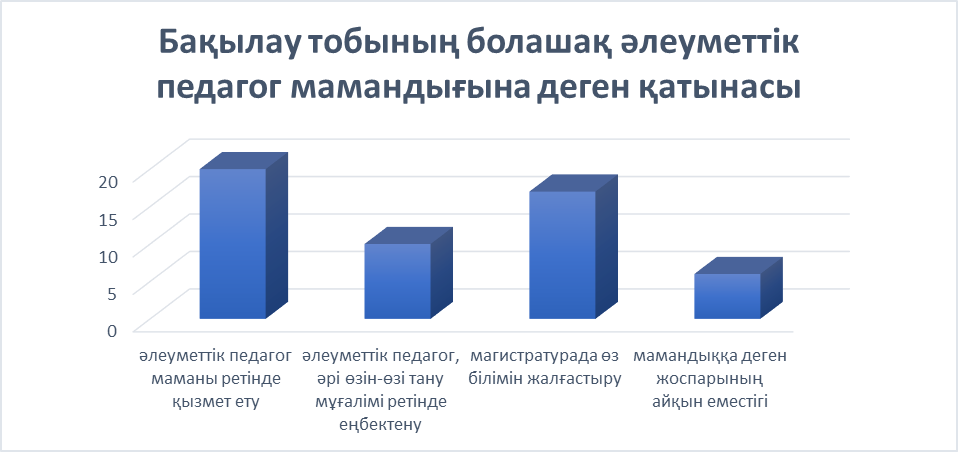 Бақылау тобының болашақ әлеуметтік
педагог мамандығына деген қатынасы
20
15
10
5
0
әлеуметтік педагог
маманы ретінде
қызмет ету
әлеуметтік педагог,
әрі өзін-өзі тану
мұғалімі ретінде
еңбектену
магистратурада өз
білімін жалғастыру
мамандыққа деген
жоспарының
айқын еместігі